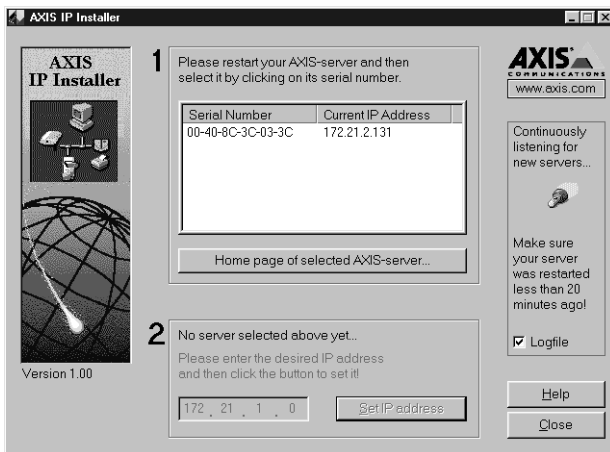 AXIS IP Installer
AXIS
IP Installer
Version 1.00
1
Please restart your AXIS-server and then
select it by clicking on its serial number.
Serial Number Current IP Address
00-40-8C-3C-03-3C 172.21.2.131
Home page of selected AXIS-server...
2
No server selected above yet...
Please enter the desired IP address
and then click the button to set it!
172 . 21 . 1 . 0
Set IP address
AXIS
COMMUNICATIONS
www.axis.com
Continuously
listening for
new servers...
Make sure
your server
was restarted
less than 20
minutes ago!
Logfile
Help
Close